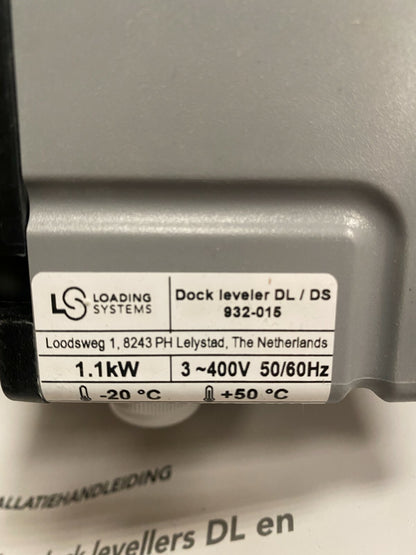 LS LOADING SYSTEMS
Dock leveler DL / DS
932-015
Loodsweg 1, 8243 PH Lelystad, The Netherlands
1.1kW 3~400V 50/60Hz
-20 °C +50 °C
ALLATIEHANDLEIDING
levellers DL en